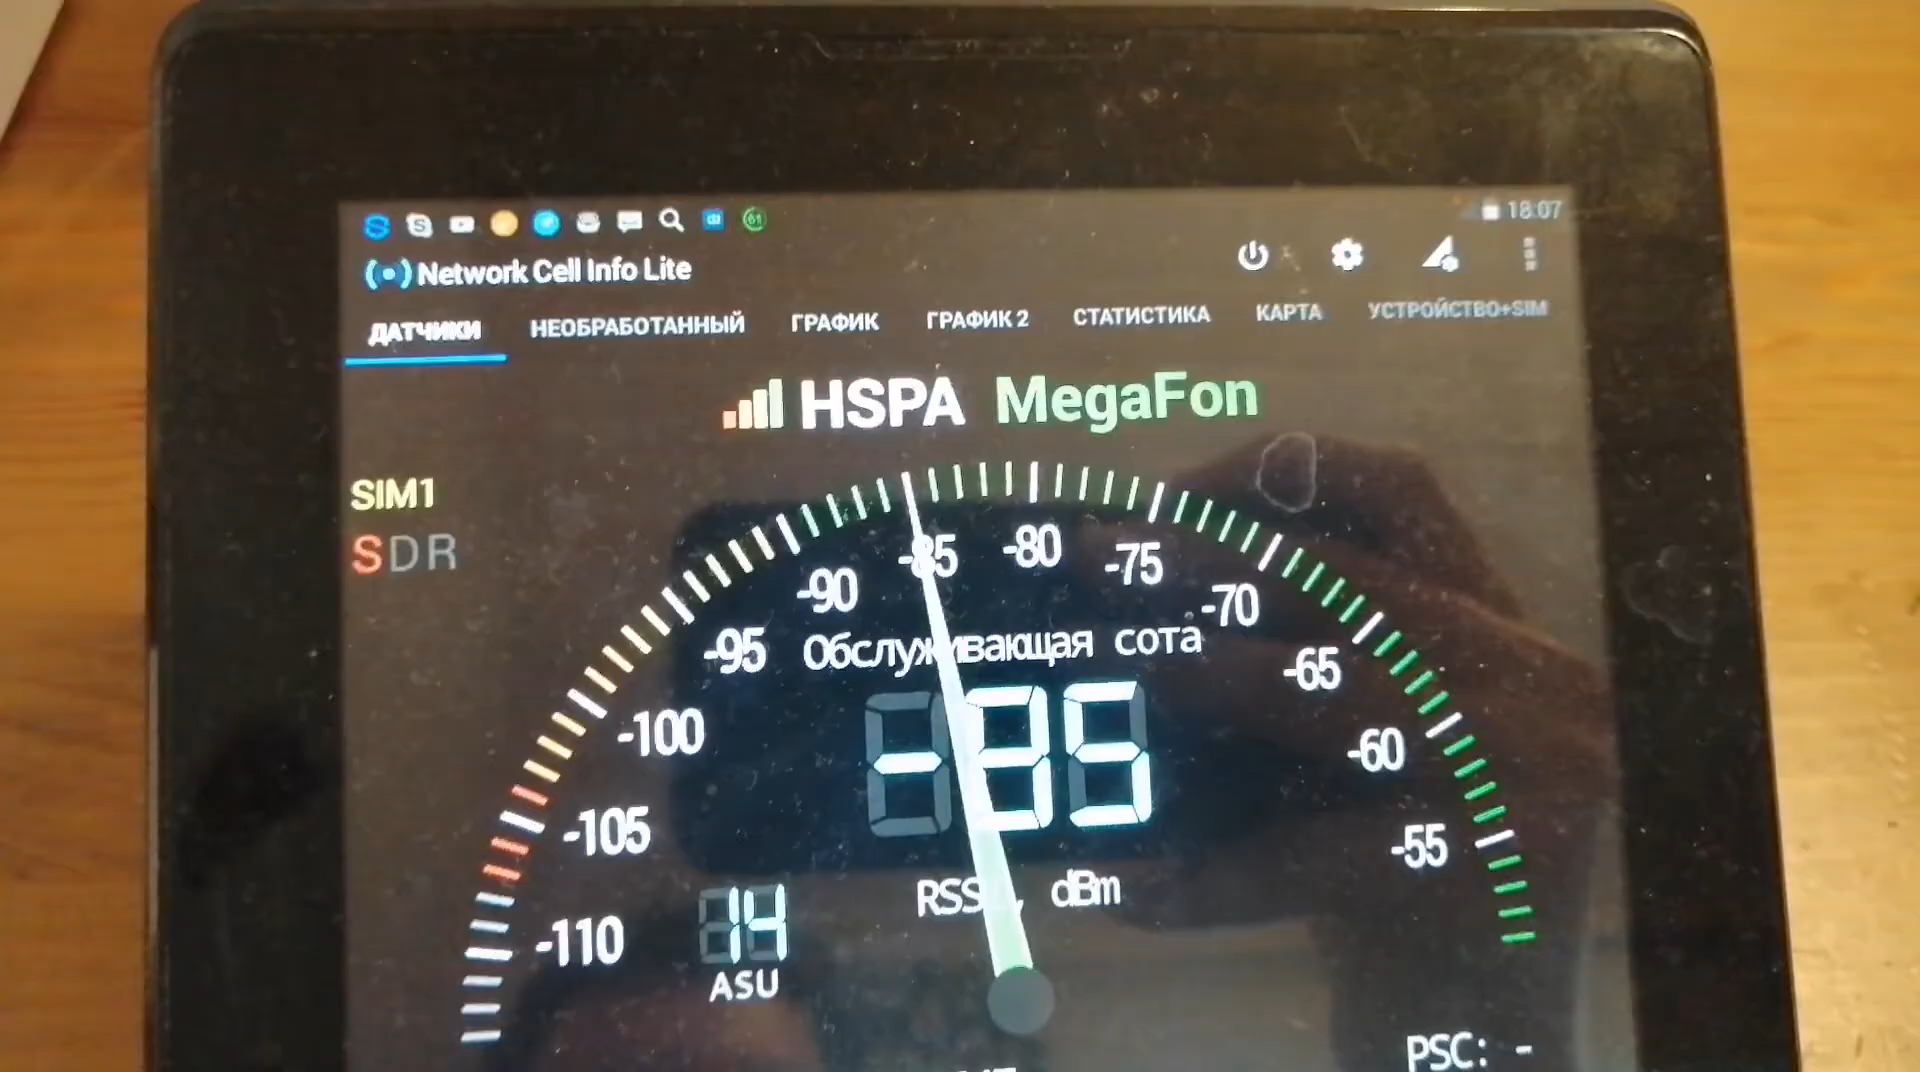 18:07
Network Cell Info Lite
ДАТЧИКИ НЕОБРАБОТАННЫЙ ГРАФИК ГРАФИК 2 СТАТИСТИКА КАРТА УСТРОЙСТВО+SIM
HSPA MegaFon
SIM1
SDR
-110 -105 -100 -95 -90 -85 -80 -75 -70 -65 -60 -55
Обслуживающая сота
-85
RSSI, dBm
14
ASU
PSC: -